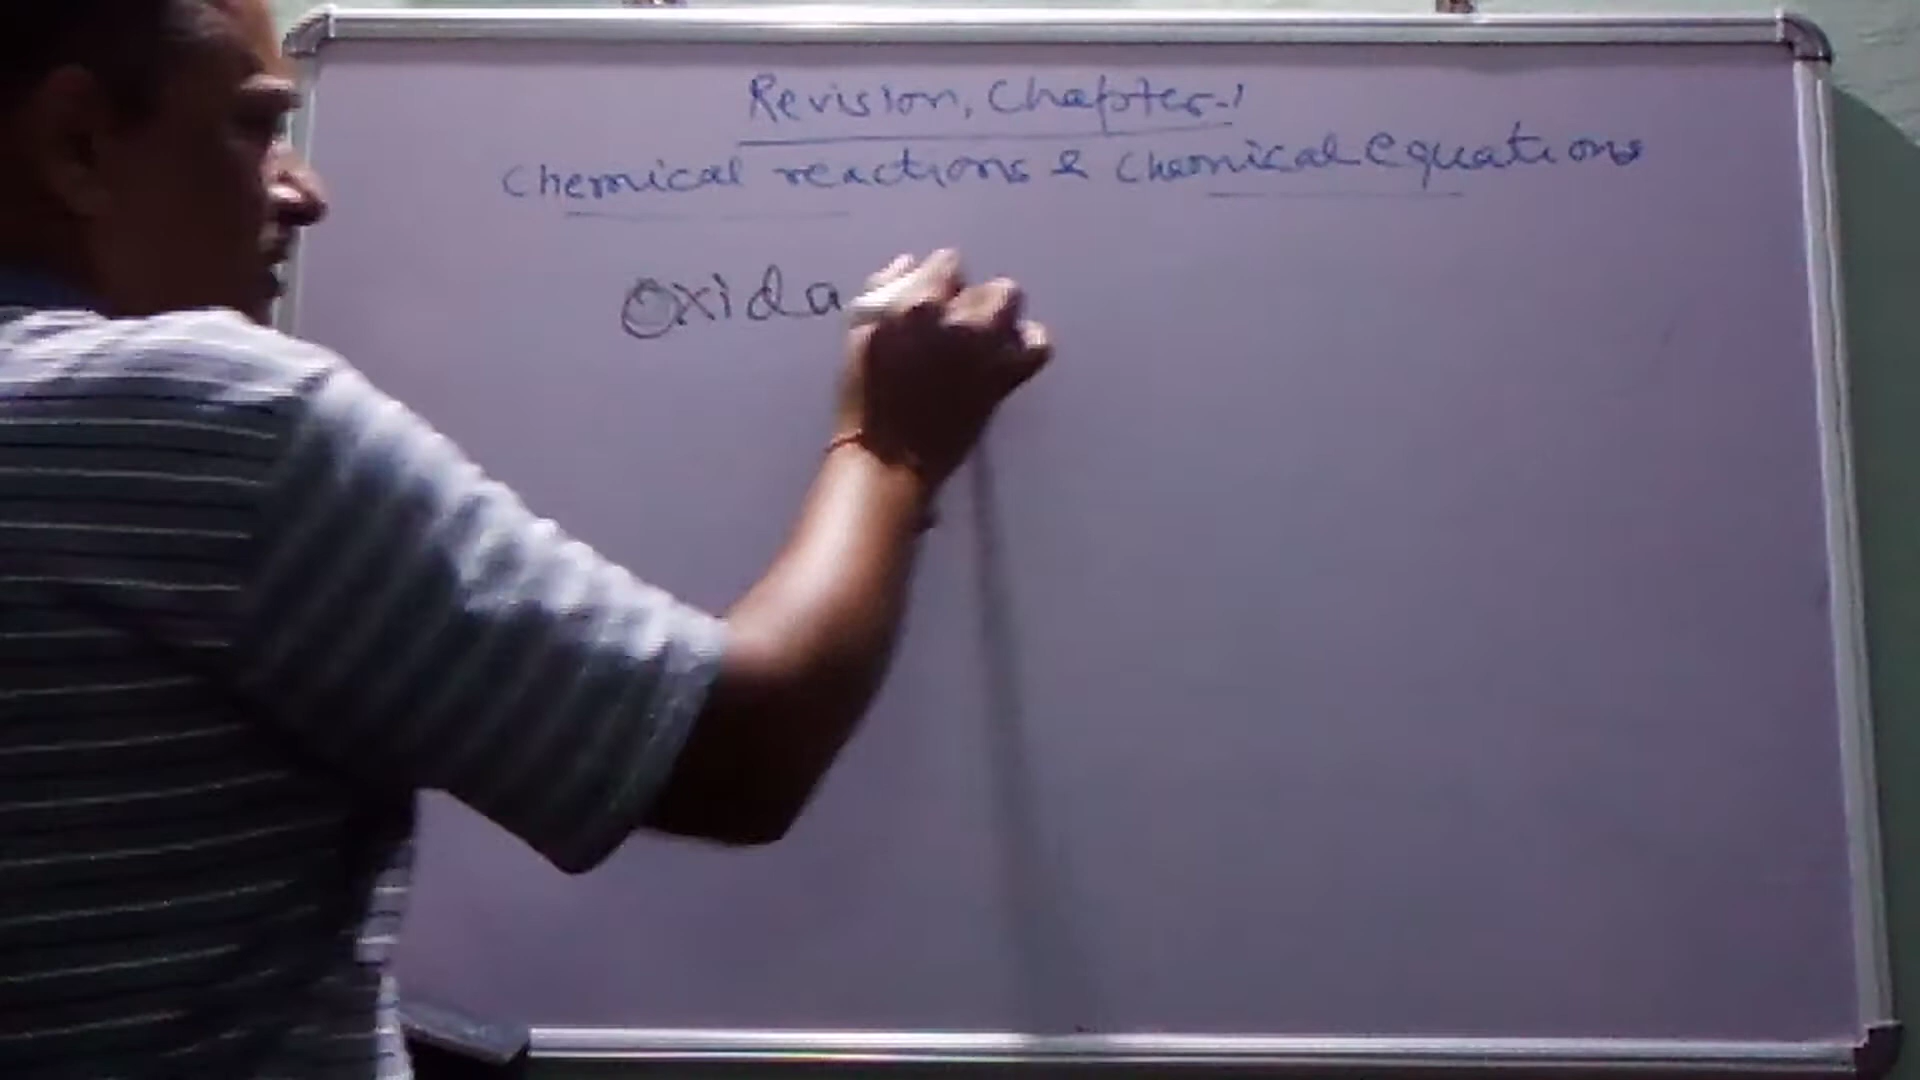 Revision, Chapter-1
Chemical reactions & Chemical equations
Oxida